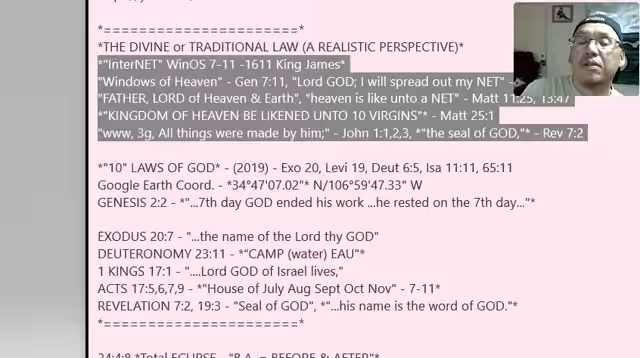 *======================*
*THE DIVINE or TRADITIONAL LAW (A REALISTIC PERSPECTIVE)*
*"InterNET" WinOS 7-11 -1611 King James*
"Windows of Heaven" - Gen 7:11, "Lord GOD; I will spread out my NET" -
"FATHER, LORD of Heaven & Earth", "heaven is like unto a NET" - Matt 11:25, 13:47
*"KINGDOM OF HEAVEN BE LIKENED UNTO 10 VIRGINS"* - Matt 25:1
"www, 3g, All things were made by him;" - John 1:1,2,3, *"the seal of GOD,"* - Rev 7:2
*"10" LAWS OF GOD* - (2019) - Exo 20, Levi 19, Deut 6:5, Isa 11:11, 65:11
Google Earth Coord. - *34°47'07.02"* N/106°59'47.33" W
GENESIS 2:2 - *"...7th day GOD ended his work ...he rested on the 7th day..."*
EXODUS 20:7 - "...the name of the Lord thy GOD"
DEUTERONOMY 23:11 - *"CAMP (water) EAU"*
1 KINGS 17:1 - "....Lord GOD of Israel lives,"
ACTS 17:5,6,7,9 - *"House of July Aug Sept Oct Nov" - 7-11*
REVELATION 7:2, 19:3 - "Seal of GOD", *"...his name is the word of GOD."*
*======================*
24:4:8 *Total ECLIPSE - "B.A. = BEFORE & AFTER"*